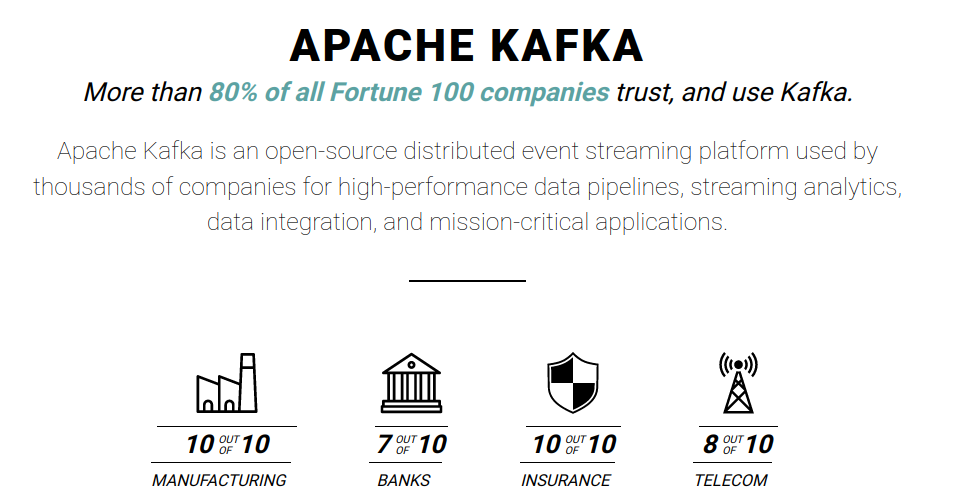 APACHE KAFKA
More than 80% of all Fortune 100 companies trust, and use Kafka.
Apache Kafka is an open-source distributed event streaming platform used by
thousands of companies for high-performance data pipelines, streaming analytics,
data integration, and mission-critical applications.
10 OUT OF 10
MANUFACTURING
7 OUT OF 10
BANKS
10 OUT OF 10
INSURANCE
8 OUT OF 10
TELECOM